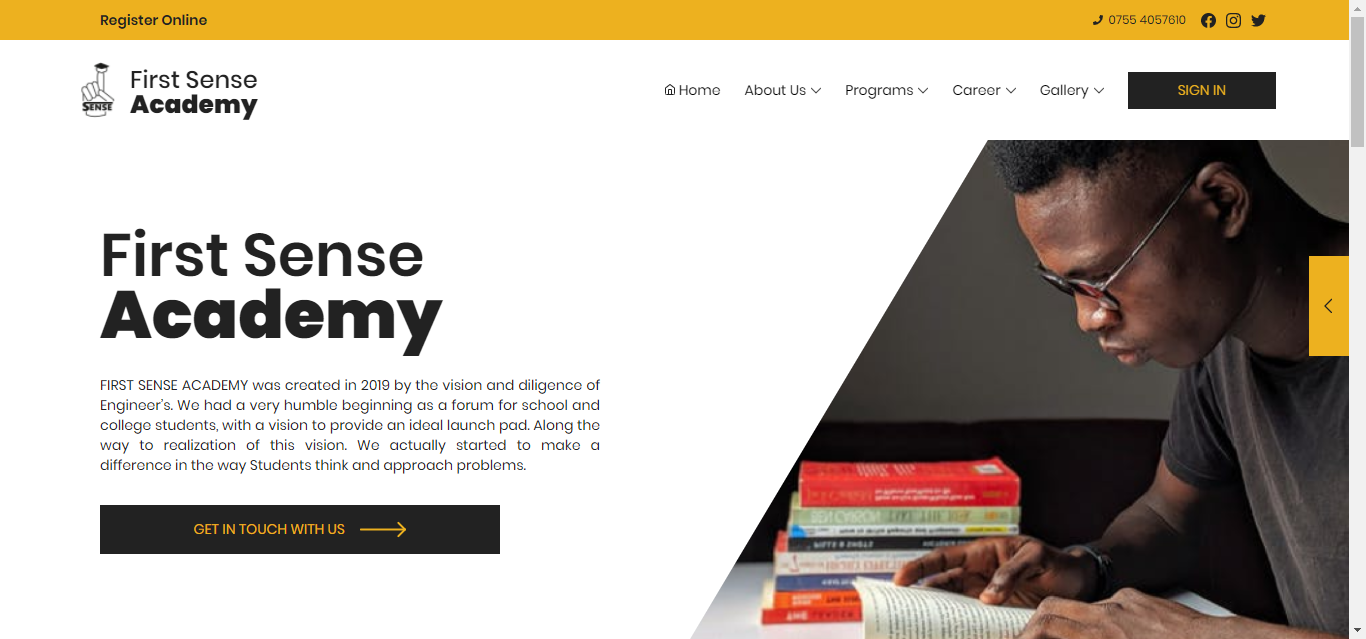 Register Online
0755 4057610
SENSE
First Sense
Academy
Home
About Us
Programs
Career
Gallery
SIGN IN
First Sense
Academy
FIRST SENSE ACADEMY was created in 2019 by the vision and diligence of
Engineer's. We had a very humble beginning as a forum for school and
college students, with a vision to provide an ideal launch pad. Along the
way to realization of this vision. We actually started to make a
difference in the way Students think and approach problems.
GET IN TOUCH WITH US